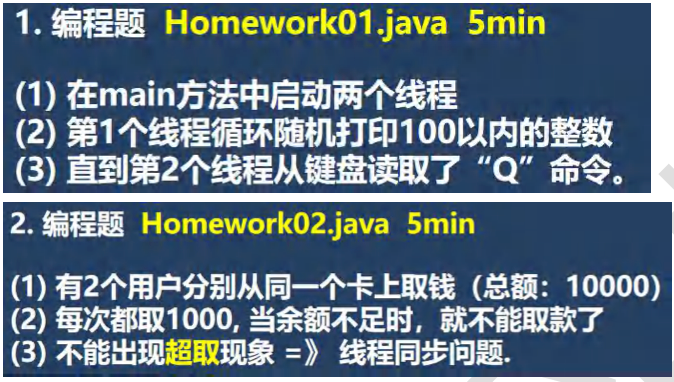 1. 编程题 Homework01.java 5min
(1) 在main方法中启动两个线程
(2) 第1个线程循环随机打印100以内的整数
(3) 直到第2个线程从键盘读取了“Q”命令。
2. 编程题 Homework02.java 5min
(1) 有2个用户分别从同一个卡上取钱（总额：10000）
(2) 每次都取1000, 当余额不足时，就不能取款了
(3) 不能出现超取现象 =》 线程同步问题.